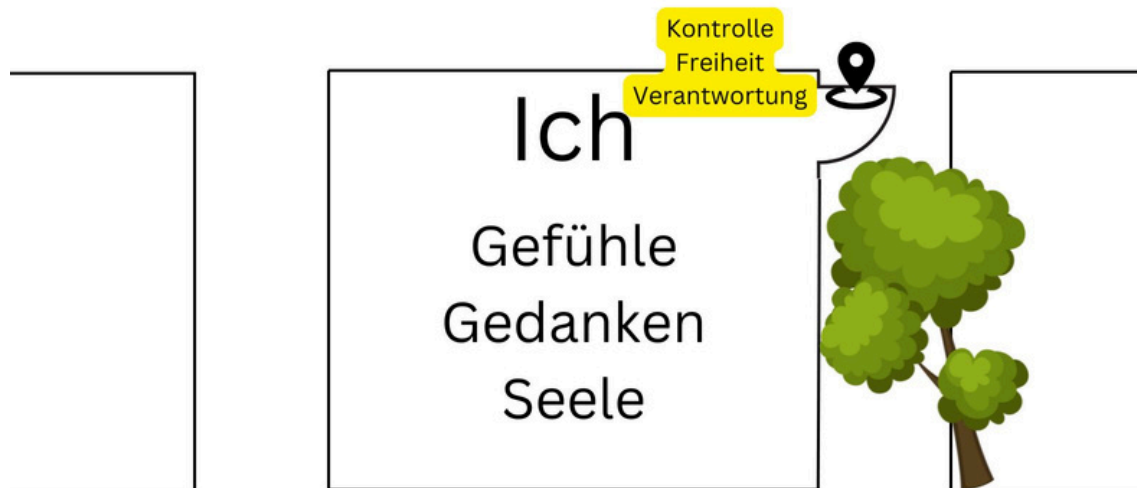 Kontrolle
Freiheit
Verantwortung
Ich
Gefühle
Gedanken
Seele